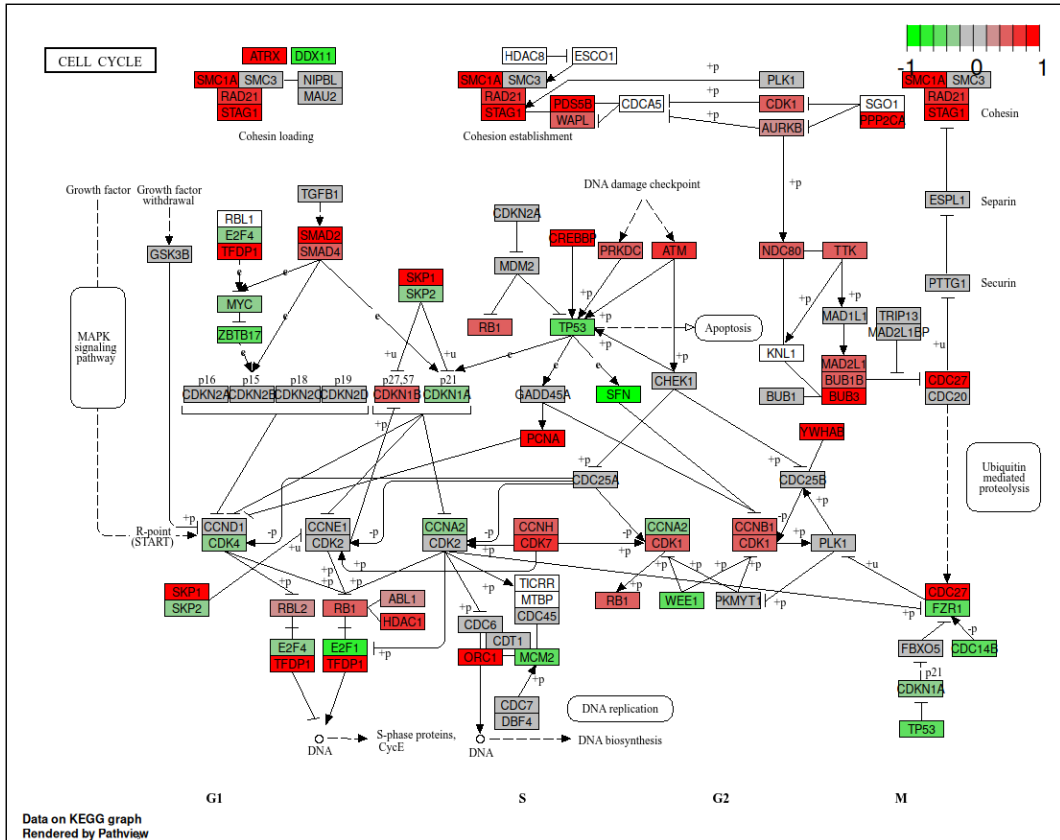 CELL CYCLE
-1 0 1
ATRX DDX11
SMC1A SMC3 NIPBL
RAD21 MAU2
STAG1
Cohesin loading
HDAC8 ESCO1
SMC1A SMC3
RAD21
STAG1
PDS5B
WAPL
CDCA5
Cohesion establishment
PLK1
+p
CDK1
+p
AURKB
+p
SGO1
PPP2CA
SMC1A SMC3
RAD21
STAG1
Cohesin
Growth factor
Growth factor
withdrawal
GSK3B
MAPK
signaling
pathway
RBL1
E2F4
TFDP1
e
MYC
ZBTB17
e
TGFB1
SMAD2
SMAD4
e
e
SKP1
SKP2
+u
+u
CDKN2A
MDM2
RB1
DNA damage checkpoint
CREBBP
PRKDC
ATM
+p
+p
+p
TP53
+p
Apoptosis
+p
e
e
e
GADD45A
SFN
CHEK1
+p
NDC80
TTK
+p
+p
MAD1L1
TRIP13
MAD2L1BP
KNL1
MAD2L1
BUB1B
BUB3
BUB1
+u
ESPL1
Separin
PTTG1
Securin
CDC27
CDC20
p16 p15 p18 p19 p27,57 p21
CDKN2A CDKN2B CDKN2C CDKN2D CDKN1B CDKN1A
+p
PCNA
+p
+p
YWHAB
CDC25A
CDC25B
Ubiquitin
mediated
proteolysis
R-point
(START)
+p
CCND1
CDK4
-p
+u
CCNE1
CDK2
-p
CCNA2
CDK2
-p
CCNH
CDK7
-p
+p
CCNA2
CDK1
CCNB1
CDK1
-p
+p
+p
PLK1
+p
+u
SKP1
SKP2
+p
+p
+p
+p
RBL2
RB1
ABL1
HDAC1
E2F4
TFDP1
E2F1
TFDP1
+p
+p
+p
TICRR
MTBP
CDC45
CDC6
CDT1
ORC1
MCM2
+p
CDC7
DBF4
+p
RB1
WEE1
+p
PKMYT1
+p
+p
CDC27
FZR1
-p
FBXO5
CDC14B
p21
CDKN1A
TP53
DNA replication
DNA
S-phase proteins,
CycE
DNA
DNA biosynthesis
G1 S G2 M
Data on KEGG graph
Rendered by Pathview